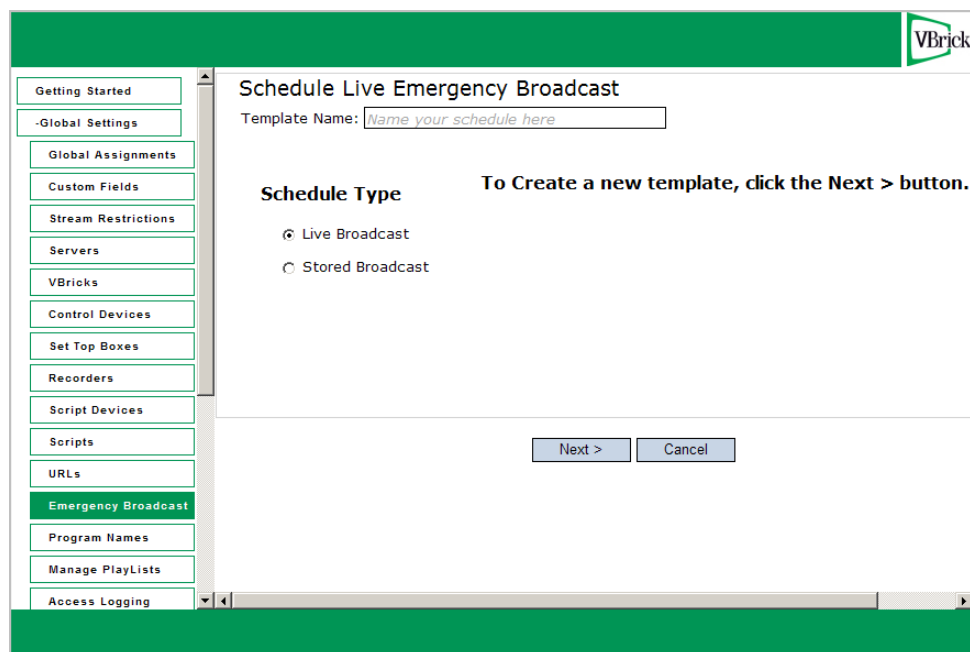 VBrick
Getting Started
-Global Settings
Global Assignments
Custom Fields
Stream Restrictions
Servers
VBricks
Control Devices
Set Top Boxes
Recorders
Script Devices
Scripts
URLs
Emergency Broadcast
Program Names
Manage PlayLists
Access Logging
Schedule Live Emergency Broadcast
Template Name: Name your schedule here
Schedule Type
To Create a new template, click the Next > button.
Live Broadcast
Stored Broadcast
Next >
Cancel